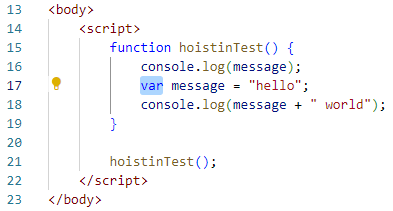 13 <body>
14 <script>
15 function hoistinTest() {
16 console.log(message);
17 var message = "hello";
18 console.log(message + " world");
19 }
20
21 hoistinTest();
22 </script>
23 </body>